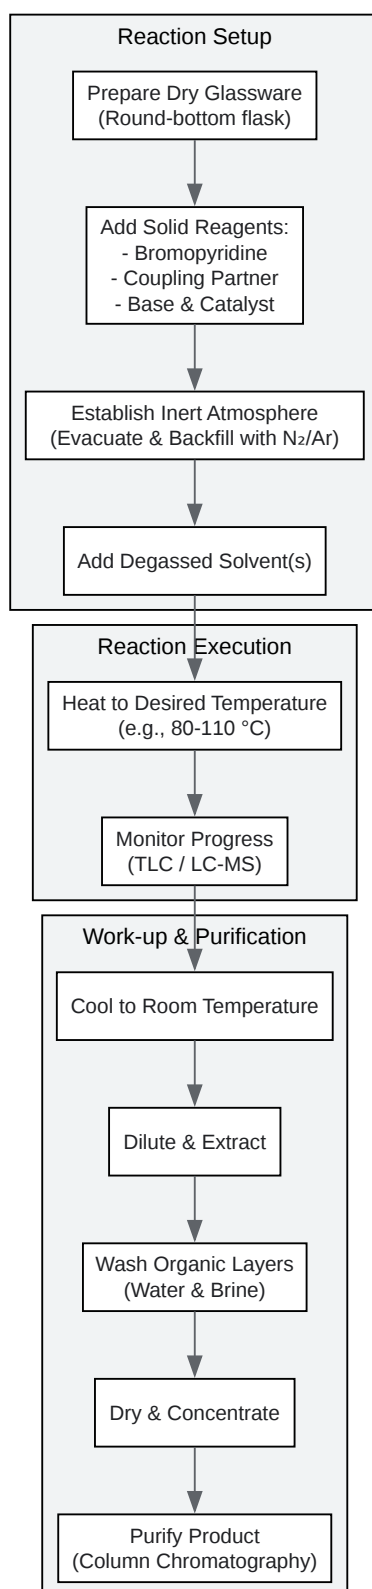 Reaction Setup
Prepare Dry Glassware
(Round-bottom flask)
Add Solid Reagents:
- Bromopyridine
- Coupling Partner
- Base & Catalyst
Establish Inert Atmosphere
(Evacuate & Backfill with N₂/Ar)
Add Degassed Solvent(s)
Reaction Execution
Heat to Desired Temperature
(e.g., 80-110 °C)
Monitor Progress
(TLC / LC-MS)
Work-up & Purification
Cool to Room Temperature
Dilute & Extract
Wash Organic Layers
(Water & Brine)
Dry & Concentrate
Purify Product
(Column Chromatography)